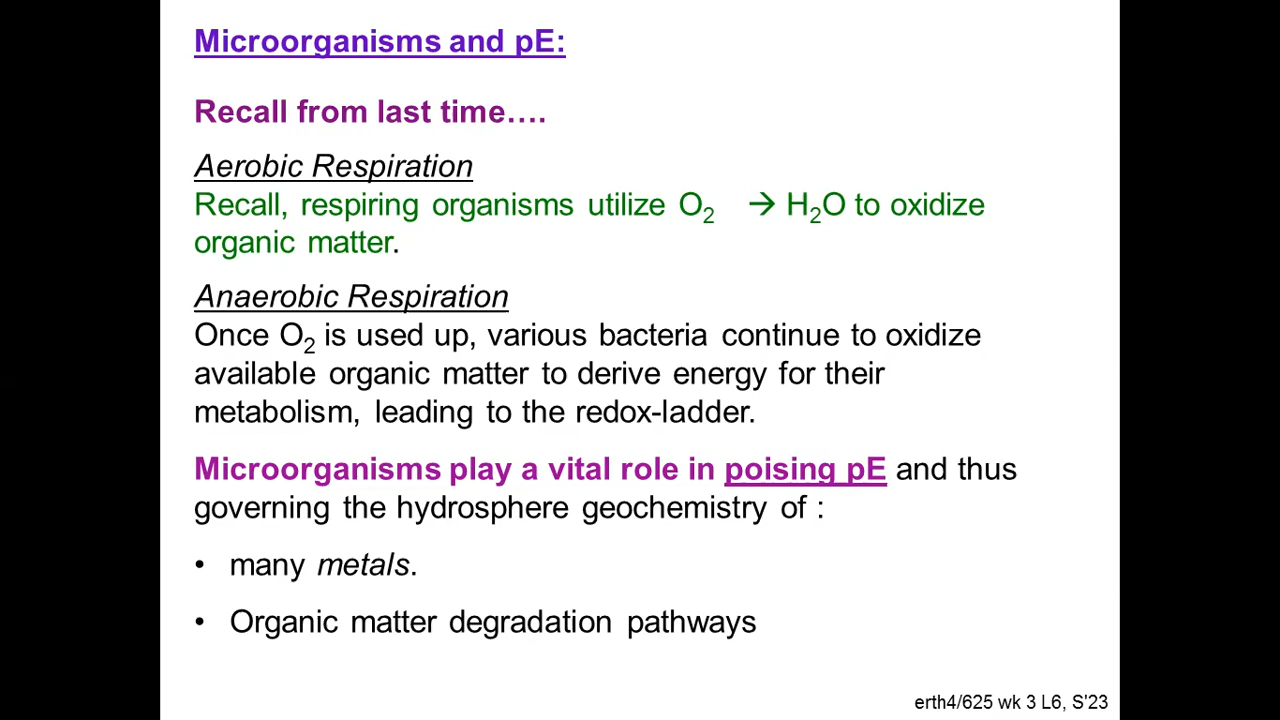 Microorganisms and pE:
Recall from last time….
Aerobic Respiration
Recall, respiring organisms utilize O₂ → H₂O to oxidize
organic matter.
Anaerobic Respiration
Once O₂ is used up, various bacteria continue to oxidize
available organic matter to derive energy for their
metabolism, leading to the redox-ladder.
Microorganisms play a vital role in poising pE and thus
governing the hydrosphere geochemistry of :
• many metals.
• Organic matter degradation pathways
erth4/625 wk 3 L6, S'23